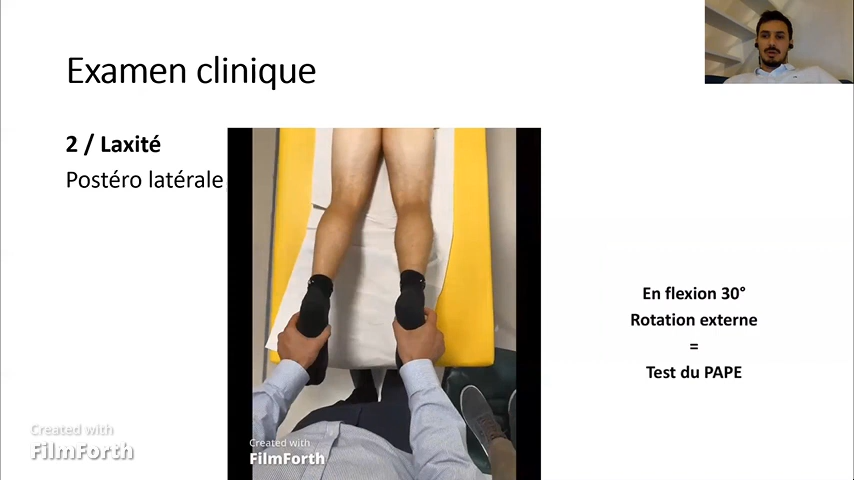 Examen clinique
2 / Laxité
Postéro latérale
En flexion 30°
Rotation externe
=
Test du PAPE
Created with
FilmForth
Created with
FilmForth